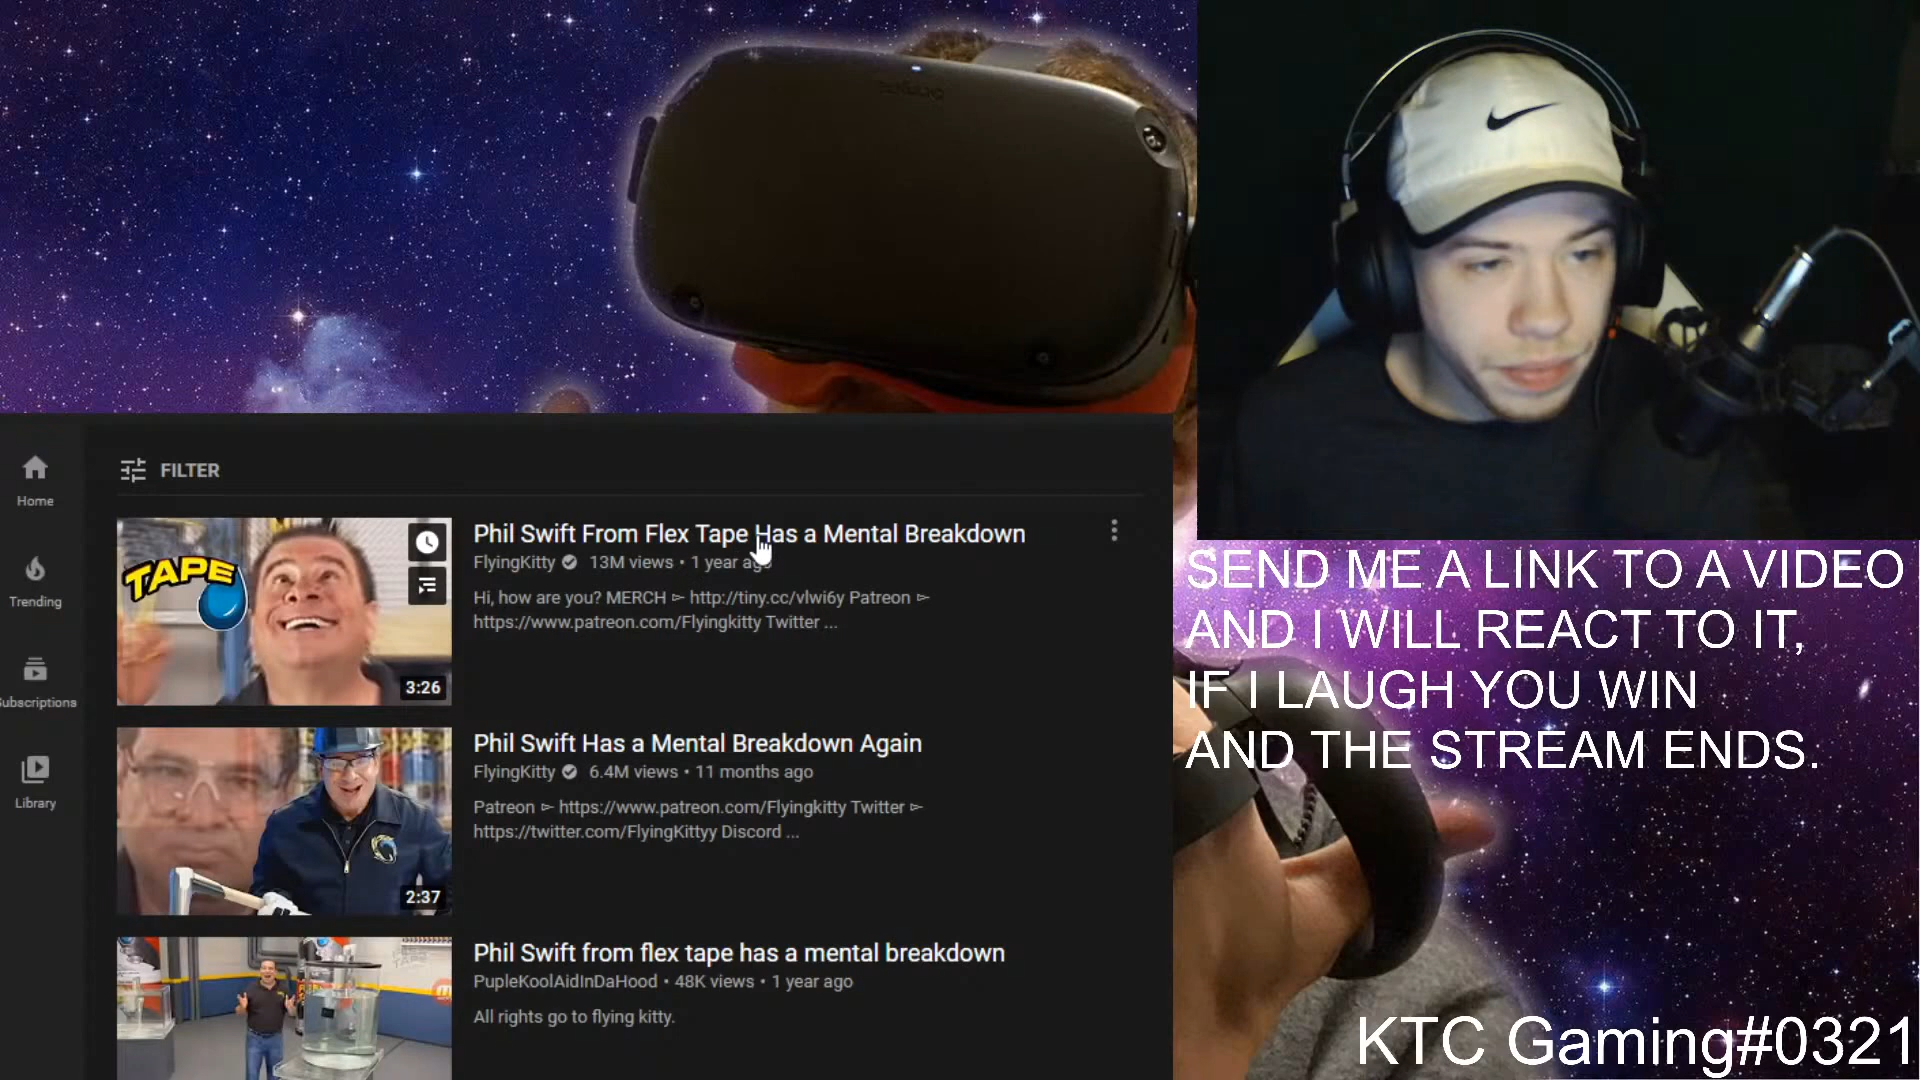 FILTER
Home
Trending
Subscriptions
Library
TAPE
3:26
Phil Swift From Flex Tape Has a Mental Breakdown
FlyingKitty 13M views • 1 year ago
Hi, how are you? MERCH ▻ http://tiny.cc/vlwi6y Patreon ▻
https://www.patreon.com/Flyingkitty Twitter ...
2:37
Phil Swift Has a Mental Breakdown Again
FlyingKitty 6.4M views • 11 months ago
Patreon ▻ https://www.patreon.com/Flyingkitty Twitter ▻
https://twitter.com/FlyingKittyy Discord ...
Phil Swift from flex tape has a mental breakdown
PupleKoolAidInDaHood • 48K views • 1 year ago
All rights go to flying kitty.
SEND ME A LINK TO A VIDEO
AND I WILL REACT TO IT,
IF I LAUGH YOU WIN
AND THE STREAM ENDS.
KTC Gaming#0321